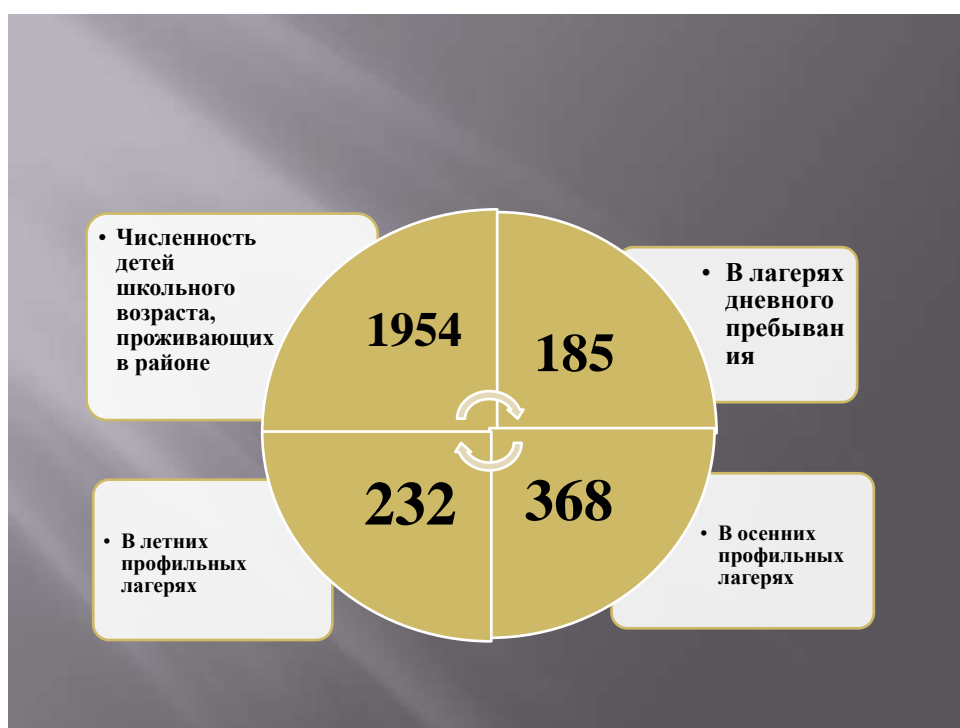 • Численность
детей
школьного
возраста,
проживающих
в районе
1954
185
• В лагерях
дневного
пребыван
ия
232
368
• В летних
профильных
лагерях
• В осенних
профильных
лагерях